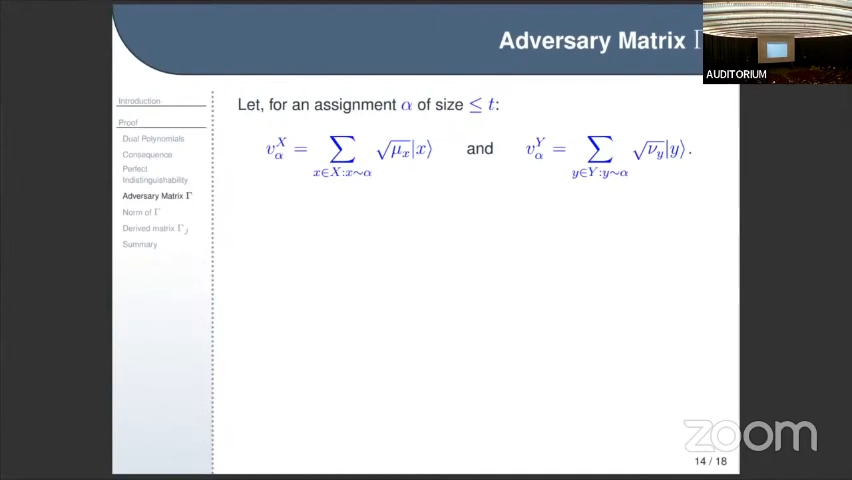 Adversary Matrix Γ
AUDITORIUM
Introduction
Proof
Dual Polynomials
Consequence
Perfect
Indistinguishability
Adversary Matrix Γ
Norm of Γ
Derived matrix Γ_j
Summary
Let, for an assignment α of size ≤ t:
v_α^X = ∑_{x∈X:x∼α} √μ_x|x⟩ and v_α^Y = ∑_{y∈Y:y∼α} √ν_y|y⟩.
zoom
14 / 18